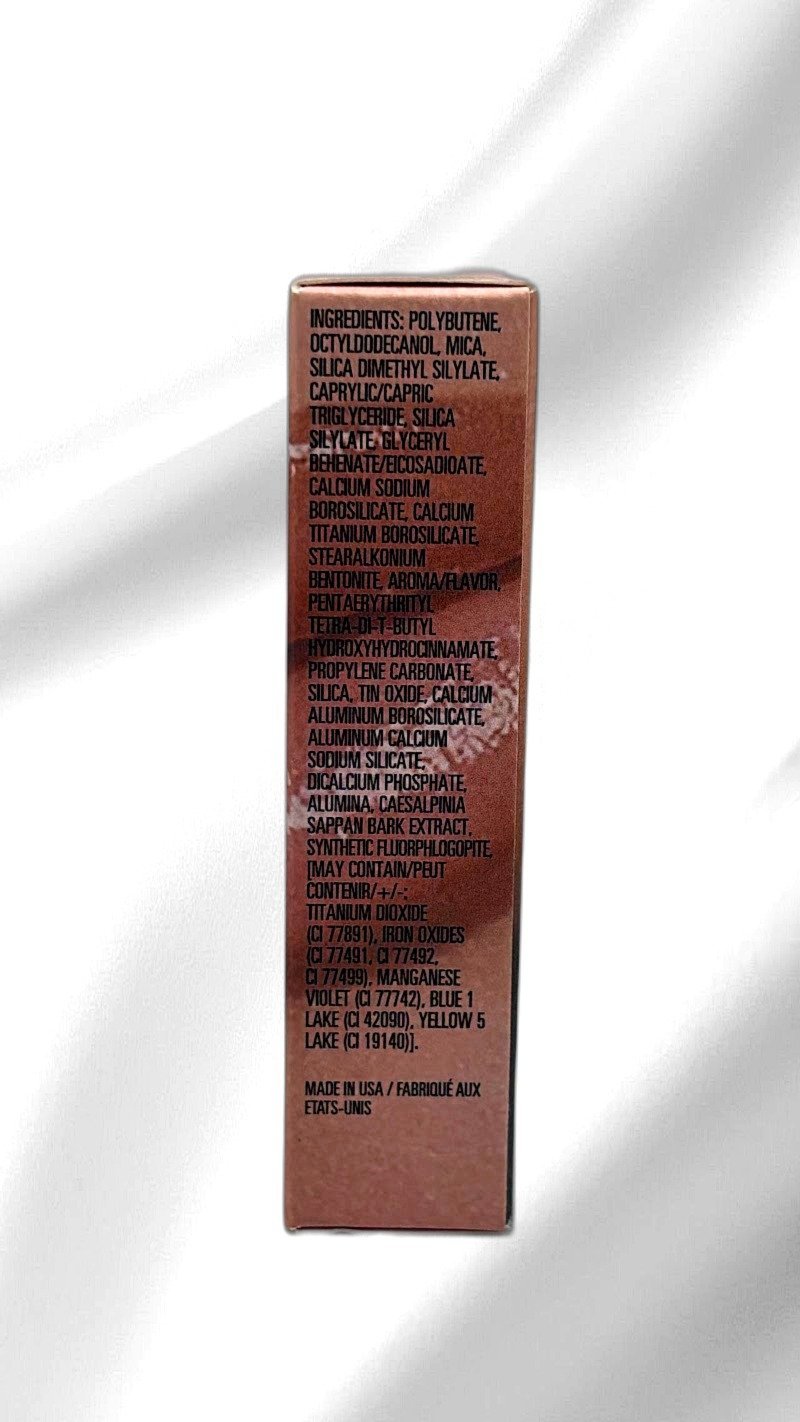 INGREDIENTS: POLYBUTENE,
OCTYLDODECANOL, MICA,
SILICA DIMETHYL SILYLATE,
CAPRYLIC/CAPRIC
TRIGLYCERIDE, SILICA
SILYLATE, GLYCERYL
BEHENATE/EICOSADIOATE,
CALCIUM SODIUM
BOROSILICATE, CALCIUM
TITANIUM BOROSILICATE,
STEARALKONIUM
BENTONITE, AROMA/FLAVOR,
PENTAERYTHRITYL
TETRA-DI-T-BUTYL
HYDROXYHYDROCINNAMATE,
PROPYLENE CARBONATE,
SILICA, TIN OXIDE, CALCIUM
ALUMINUM BOROSILICATE,
ALUMINUM CALCIUM
SODIUM SILICATE,
DICALCIUM PHOSPHATE,
ALUMINA, CAESALPINIA
SAPPAN BARK EXTRACT,
SYNTHETIC FLUORPHLOGOPITE,
[MAY CONTAIN/PEUT
CONTENIR/+/-:
TITANIUM DIOXIDE
(CI 77891), IRON OXIDES
(CI 77491, CI 77492,
CI 77499), MANGANESE
VIOLET (CI 77742), BLUE 1
LAKE (CI 42090), YELLOW 5
LAKE (CI 19140)].
MADE IN USA / FABRIQUÉ AUX
ETATS-UNIS